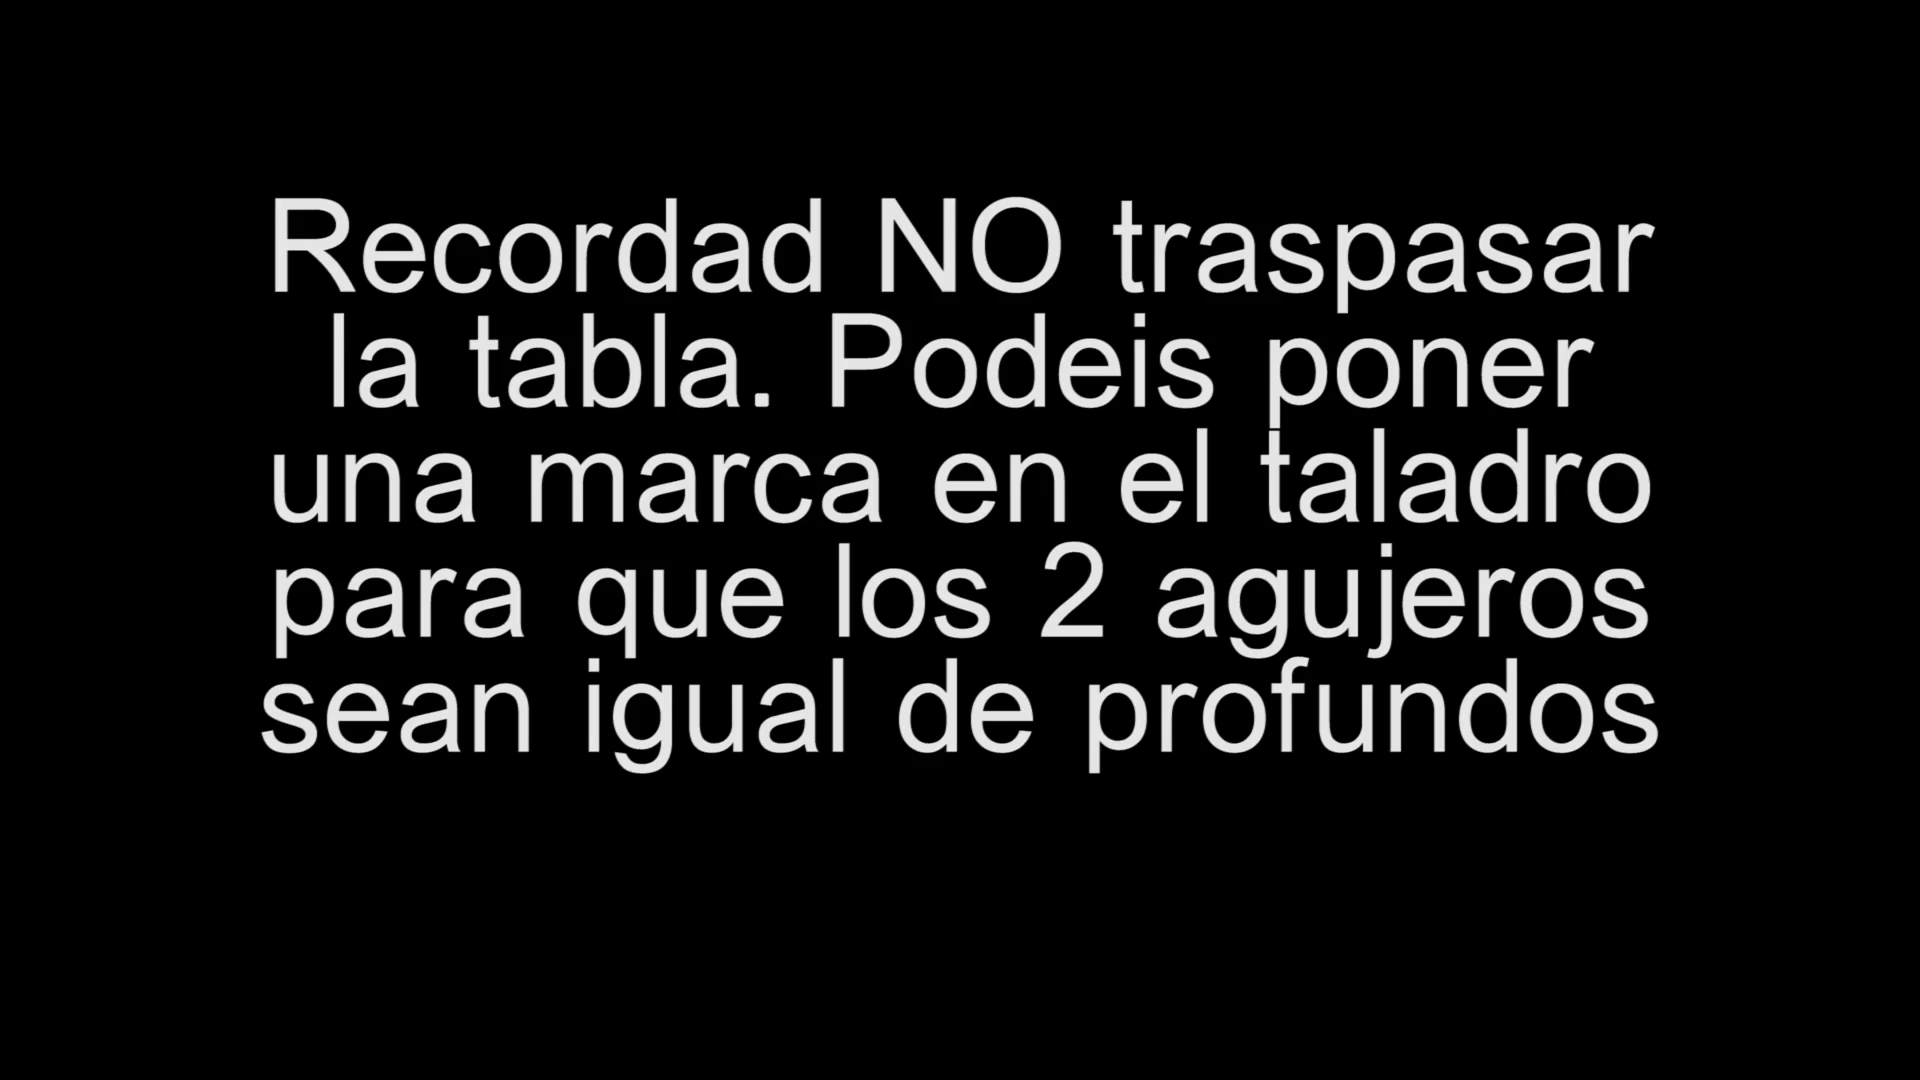 Recordad NO traspasar
la tabla. Podeis poner
una marca en el taladro
para que los 2 agujeros
sean igual de profundos